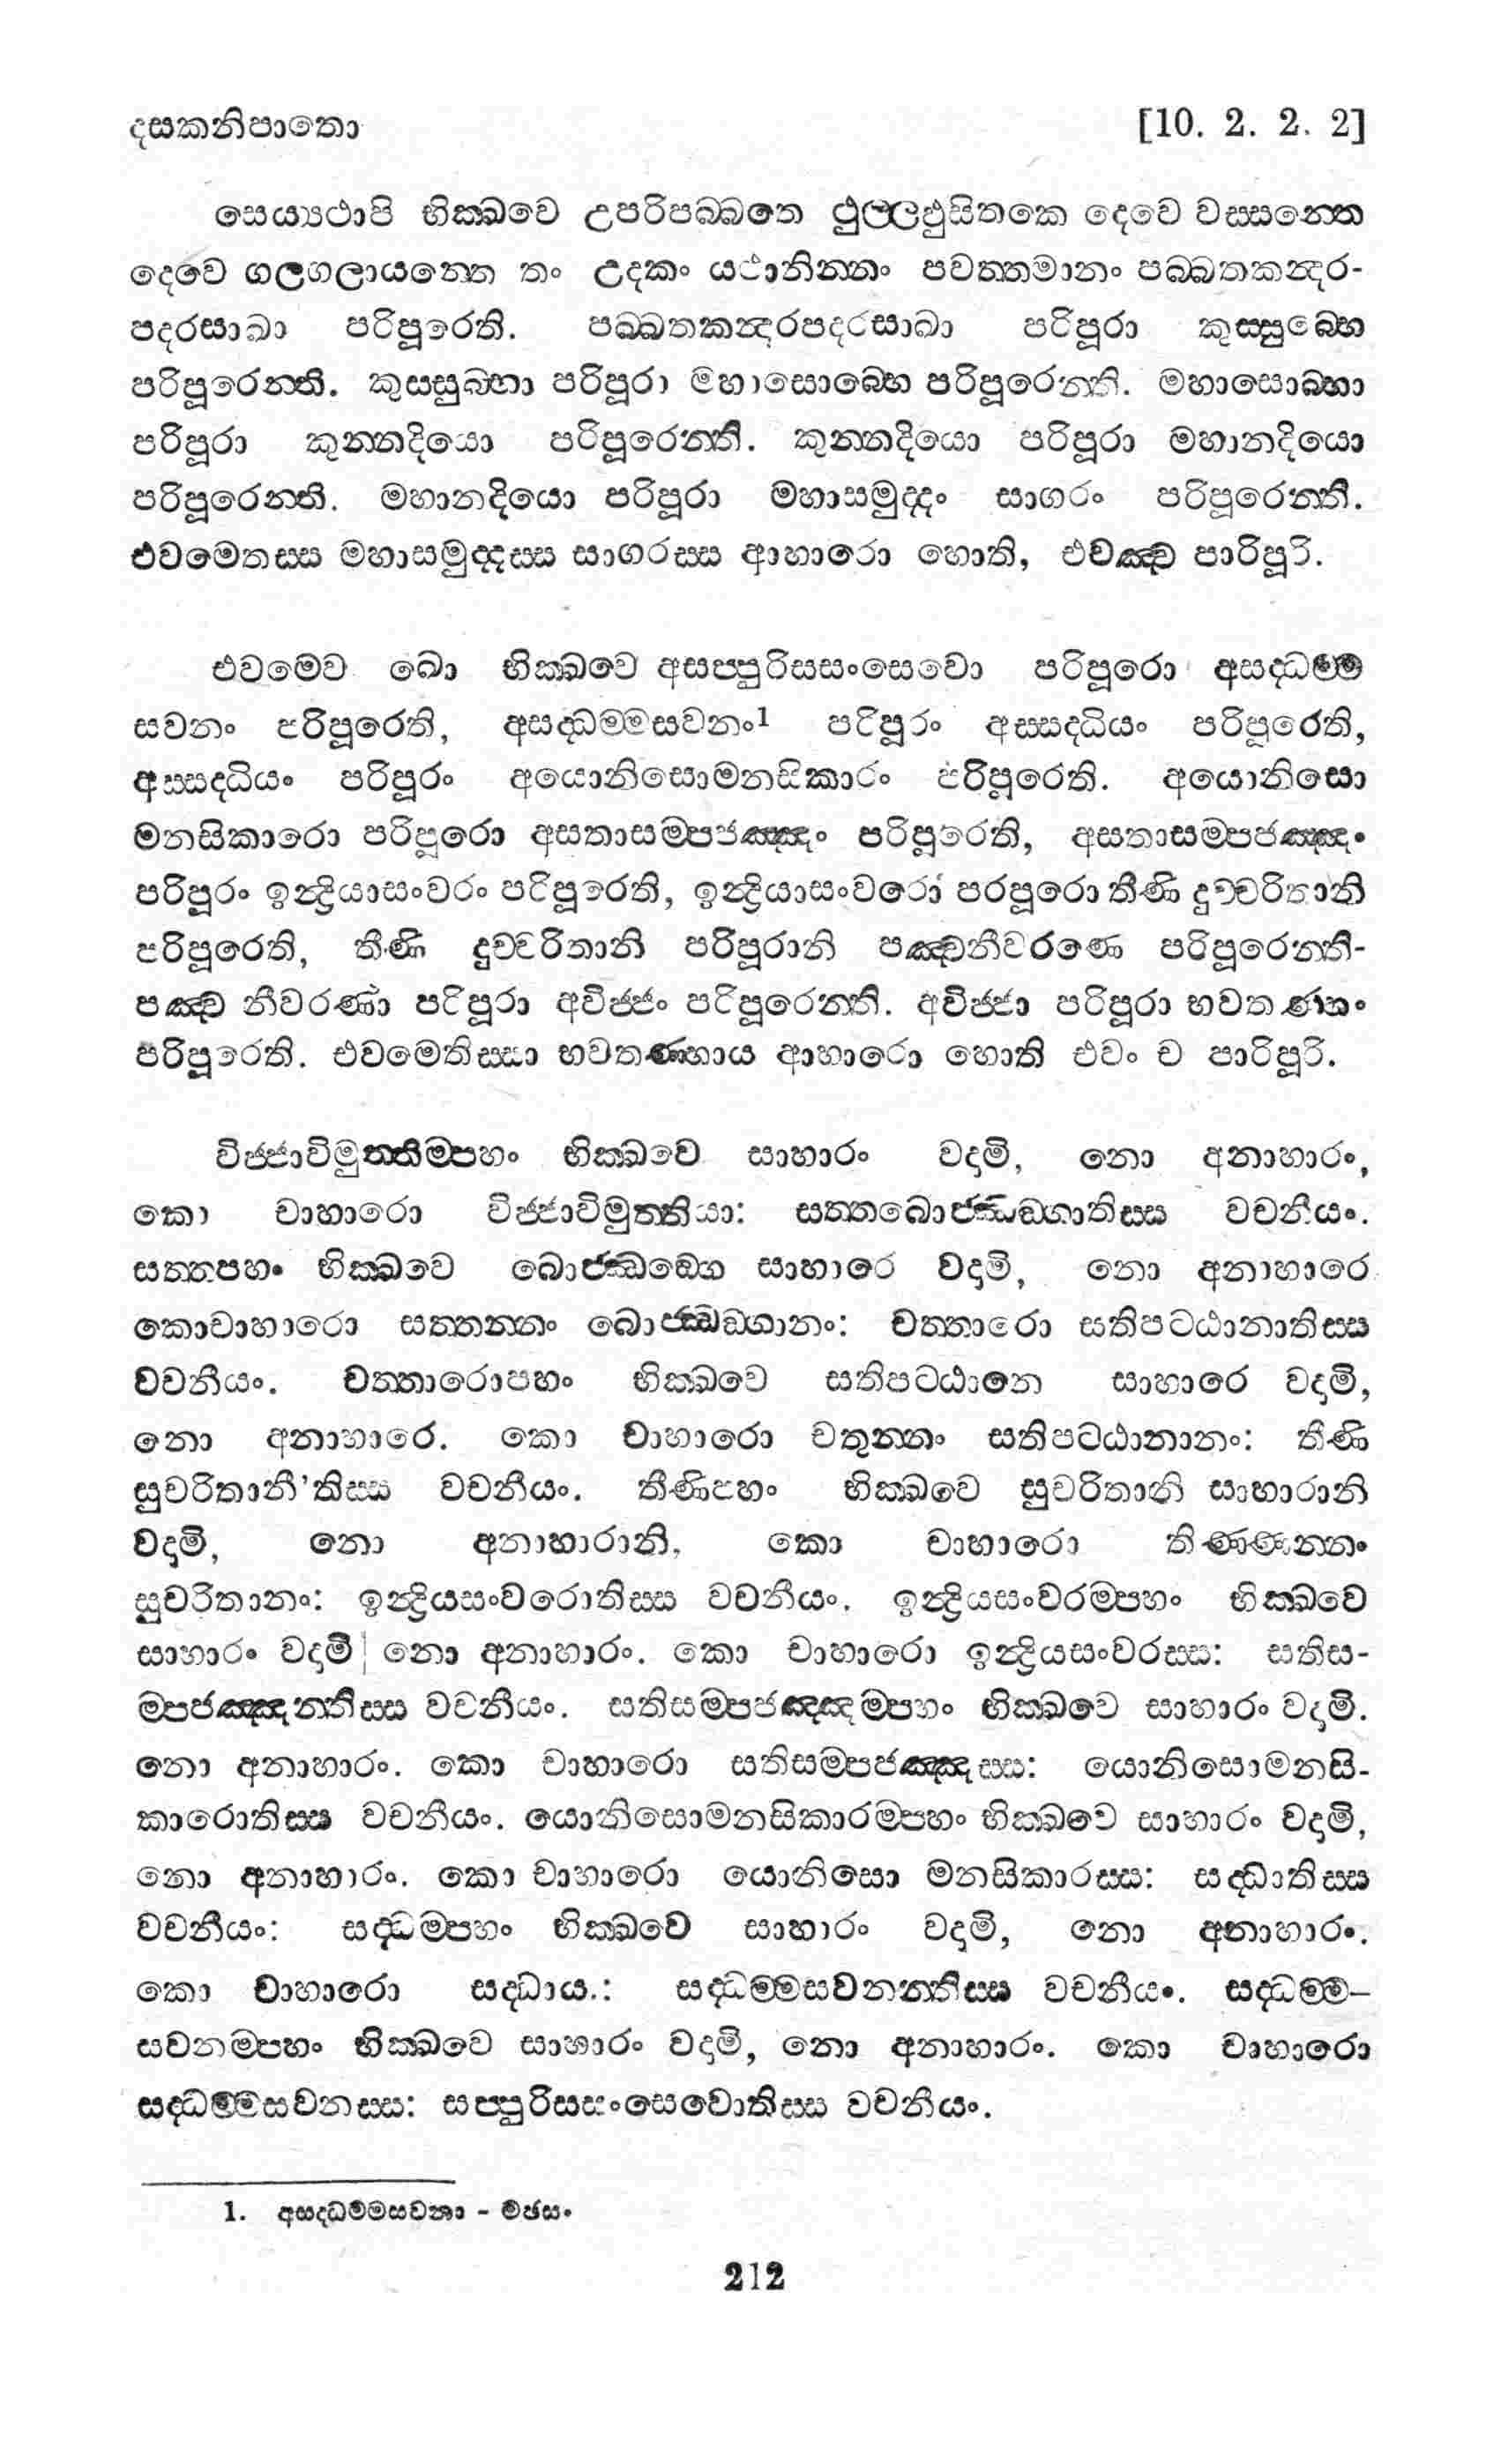 දසකනිපාතො [10. 2. 2. 2]
සෙය්‍යථාපි භික්ඛවෙ උපරිපබ්බතෙ ථුල්ලඵුසිතකෙ දෙවෙ වස්සන්තෙ
දෙවෙ ගලගලායන්තෙ තං උදකං යථානින්නං පවත්තමානං පබ්බතකන්දර-
පදරසාඛා පරිපූරෙති. පබ්බතකන්දරපදරසාඛා පරිපූරා කුස්සුබ්භෙ
පරිපූරෙන්ති. කුස්සුබ්භා පරිපූරා මහාසොබ්භෙ පරිපූරෙන්ති. මහාසොබ්භා
පරිපූරා කුන්නදියො පරිපූරෙන්ති. කුන්නදියො පරිපූරා මහානදියො
පරිපූරෙන්ති. මහානදියො පරිපූරා මහාසමුද්දං සාගරං පරිපූරෙන්ති.
එවමෙතස්ස මහාසමුද්දස්ස සාගරස්ස ආහාරො හොති, එවඤ්ච පාරිපූරි.
එවමෙව ඛො භික්ඛවෙ අසප්පුරිසසංසෙවො පරිපූරො අසද්ධම්ම
සවනං පරිපූරෙති, අසද්ධම්මසවනං1 පරිපූරං අස්සද්ධියං පරිපූරෙති,
අස්සද්ධියං පරිපූරං අයොනිසොමනසිකාරං පරිපූරෙති. අයොනිසො
මනසිකාරො පරිපූරො අසතාසම්පජඤ්ඤං පරිපූරෙති, අසතාසම්පජඤ්ඤං
පරිපූරං ඉන්ද්‍රියාසංවරං පරිපූරෙති, ඉන්ද්‍රියාසංවරො පරපූරො තීණි දුච්චරිතානි
පරිපූරෙති, තීණි දුච්චරිතානි පරිපූරානි පඤ්චනීවරණෙ පරිපූරෙන්ති-
පඤ්ච නීවරණා පරිපූරා අවිජ්ජං පරිපූරෙන්ති. අවිජ්ජා පරිපූරා භවතණ්හං
පරිපූරෙති. එවමෙතිස්සා භවතණ්හාය ආහාරො හොති එවං ච පාරිපූරි.
විජ්ජාවිමුත්තිම්පහං භික්ඛවෙ සාහාරං වදාමි, නො අනාහාරං,
කො චාහාරො විජ්ජාවිමුත්තියා: සත්තබොජ්ඣඞ්ගාතිස්ස වචනීයං.
සත්තපහං භික්ඛවෙ බොජ්ඣඞ්ගෙ සාහාරෙ වදාමි, නො අනාහාරෙ
කොචාහාරො සත්තන්නං බොජ්ඣඞ්ගානං: චත්තාරො සතිපට්ඨානාතිස්ස
වචනීයං. චත්තාරොපහං භික්ඛවෙ සතිපට්ඨානෙ සාහාරෙ වදාමි,
නො අනාහාරෙ. කො චාහාරො චතුන්නං සතිපට්ඨානානං: තීණි
සුචරිතානී'තිස්ස වචනීයං. තීණිපහං භික්ඛවෙ සුචරිතානි සාහාරානි
වදාමි, නො අනාහාරානි. කො චාහාරො තිණ්ණන්නං
සුචරිතානං: ඉන්ද්‍රියසංවරොතිස්ස වචනීයං. ඉන්ද්‍රියසංවරම්පහං භික්ඛවෙ
සාහාරං වදාමි නො අනාහාරං. කො චාහාරො ඉන්ද්‍රියසංවරස්ස: සතිස-
ම්පජඤ්ඤන්තිස්ස වචනීයං. සතිසම්පජඤ්ඤම්පහං භික්ඛවෙ සාහාරං වදාමි.
නො අනාහාරං. කො චාහාරො සතිසම්පජඤ්ඤස්ස: යොනිසොමනසි-
කාරොතිස්ස වචනීයං. යොනිසොමනසිකාරම්පහං භික්ඛවෙ සාහාරං වදාමි,
නො අනාහාරං. කො චාහාරො යොනිසො මනසිකාරස්ස: සද්ධාතිස්ස
වචනීයං: සද්ධම්පහං භික්ඛවෙ සාහාරං වදාමි, නො අනාහාරං.
කො චාහාරො සද්ධාය.: සද්ධම්මසවනන්තිස්ස වචනීයං. සද්ධම්ම–
සවනම්පහං භික්ඛවෙ සාහාරං වදාමි, නො අනාහාරං. කො චාහාරො
සද්ධම්මසවනස්ස: සප්පුරිසසංසෙවොතිස්ස වචනීයං.
1. අසද්ධම්මසවනා - මඡසං
212